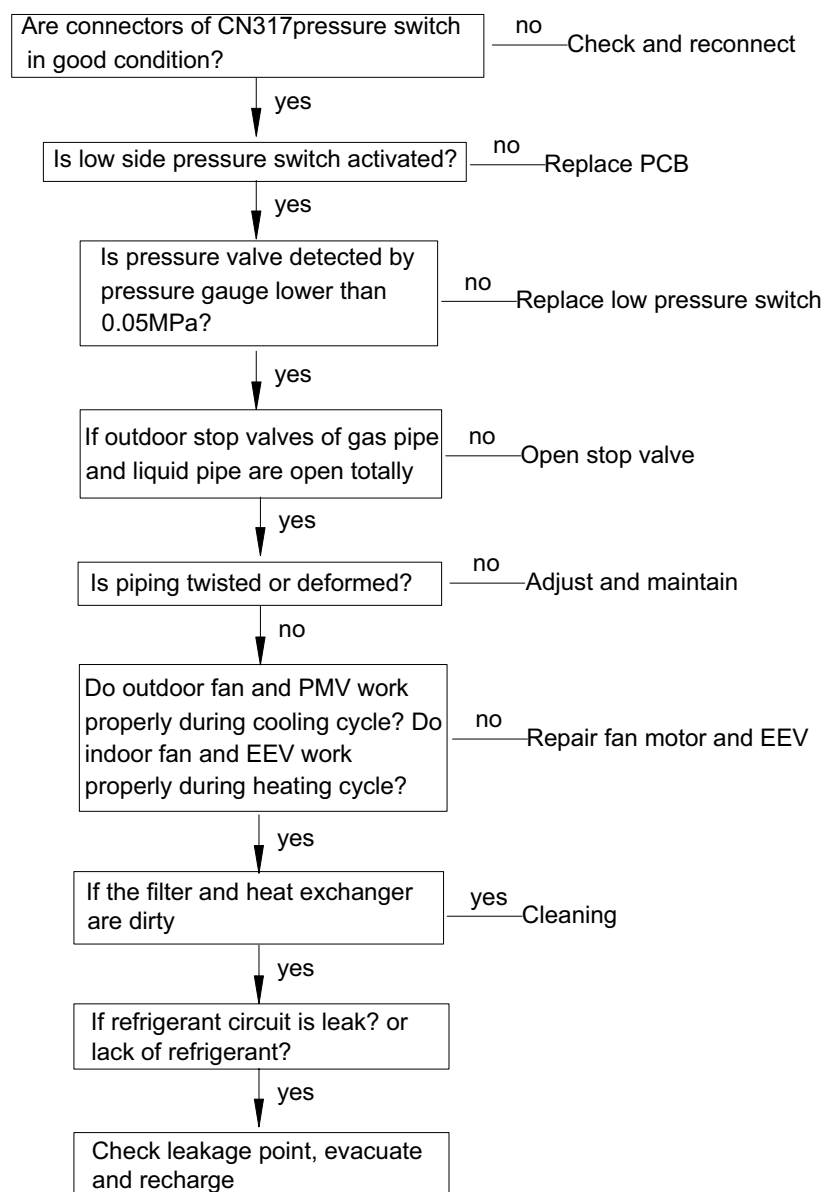 Are connectors of CN317pressure switch
in good condition?
no
Check and reconnect
yes
Is low side pressure switch activated?
no
Replace PCB
yes
Is pressure valve detected by
pressure gauge lower than
0.05MPa?
no
Replace low pressure switch
yes
If outdoor stop valves of gas pipe
and liquid pipe are open totally
no
Open stop valve
yes
Is piping twisted or deformed?
no
Adjust and maintain
no
Do outdoor fan and PMV work
properly during cooling cycle? Do
indoor fan and EEV work
properly during heating cycle?
no
Repair fan motor and EEV
yes
If the filter and heat exchanger
are dirty
yes
Cleaning
yes
If refrigerant circuit is leak? or
lack of refrigerant?
yes
Check leakage point, evacuate
and recharge